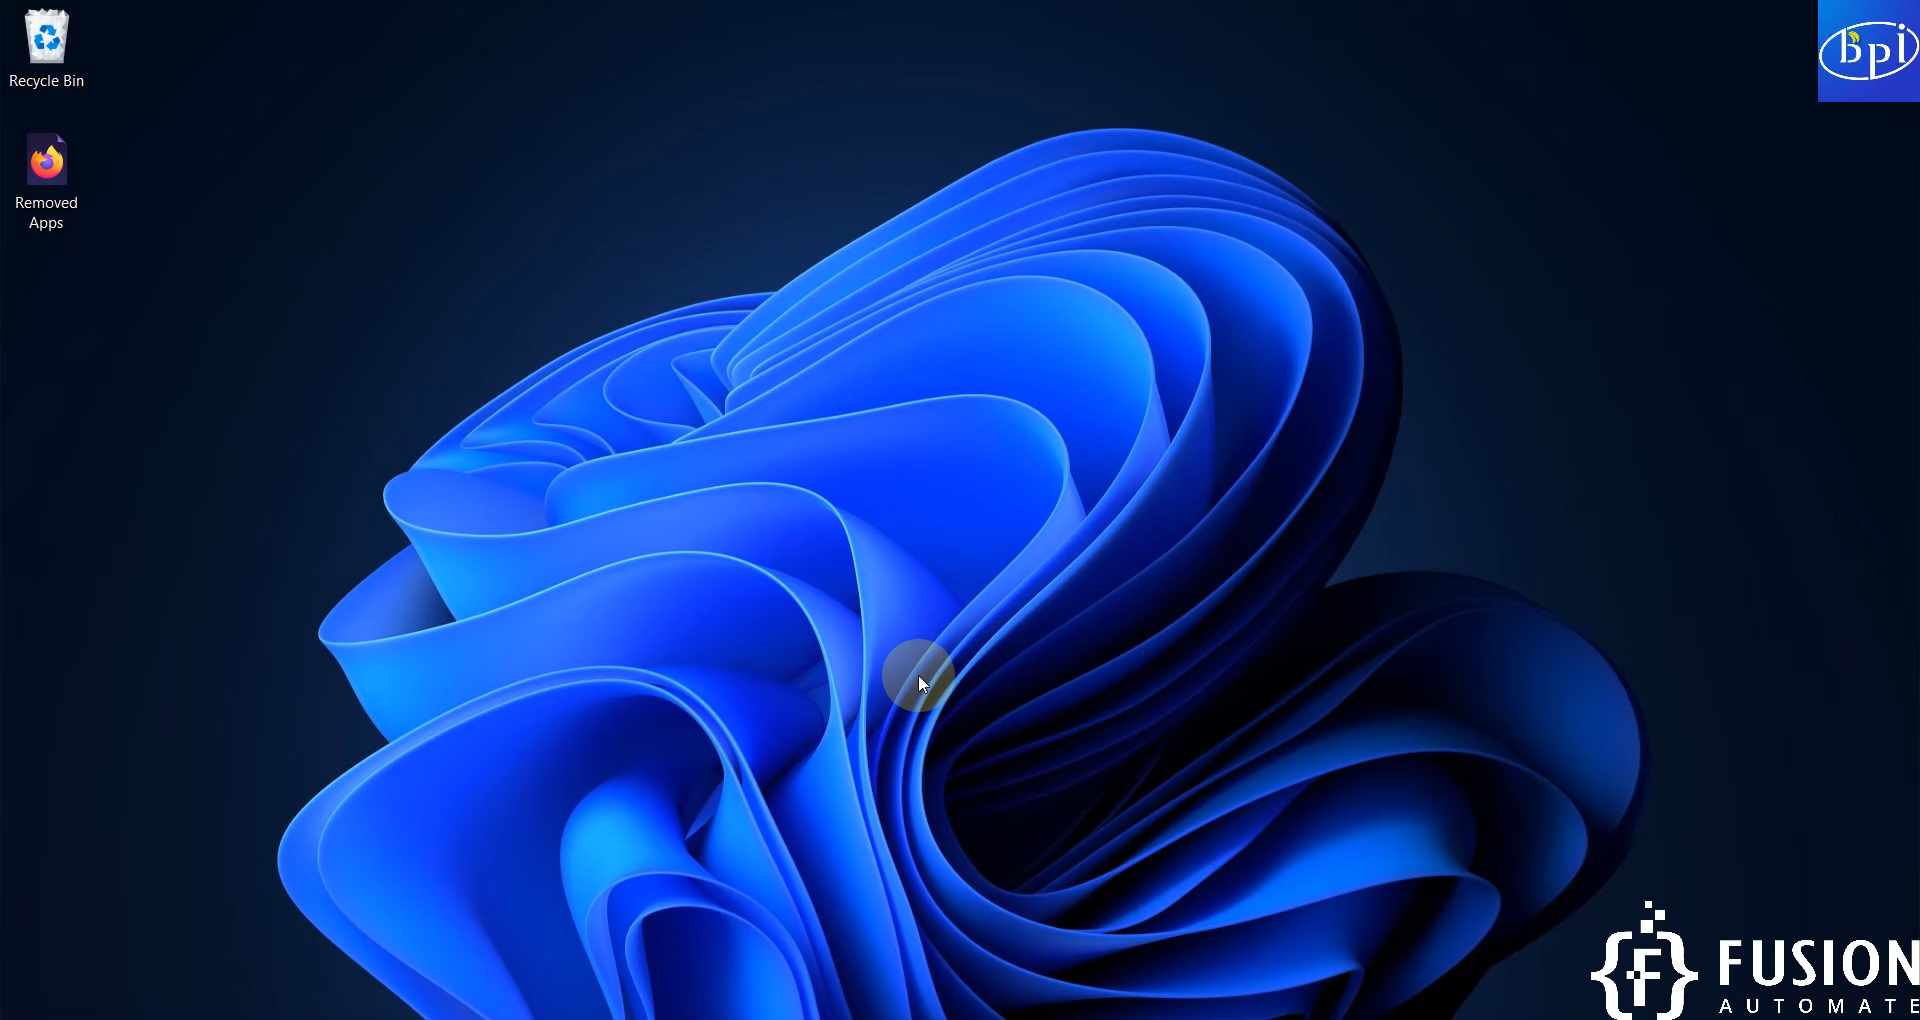 Recycle Bin
Removed
Apps
bpi
F
FUSION
AUTOMATE